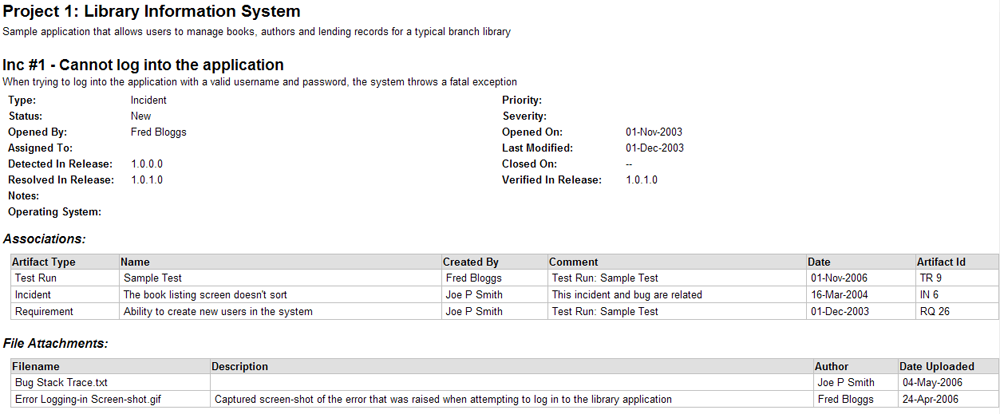 Project 1: Library Information System
Sample application that allows users to manage books, authors and lending records for a typical branch library
Inc #1 - Cannot log into the application
When trying to log into the application with a valid username and password, the system throws a fatal exception
Type: Incident Priority:
Status: New Severity:
Opened By: Fred Bloggs Opened On: 01-Nov-2003
Assigned To: Last Modified: 01-Dec-2003
Detected In Release: 1.0.0.0 Closed On: --
Resolved In Release: 1.0.1.0 Verified In Release: 1.0.1.0
Notes:
Operating System:
Associations:
Artifact Type Name Created By Comment Date Artifact Id
Test Run Sample Test Fred Bloggs Test Run: Sample Test 01-Nov-2006 TR 9
Incident The book listing screen doesn't sort Joe P Smith This incident and bug are related 16-Mar-2004 IN 6
Requirement Ability to create new users in the system Joe P Smith Test Run: Sample Test 01-Dec-2003 RQ 26
File Attachments:
Filename Description Author Date Uploaded
Bug Stack Trace.txt Joe P Smith 04-May-2006
Error Logging-in Screen-shot.gif Captured screen-shot of the error that was raised when attempting to log in to the library application Fred Bloggs 24-Apr-2006